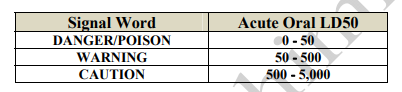 Signal Word Acute Oral LD50
DANGER/POISON 0 - 50
WARNING 50 - 500
CAUTION 500 - 5,000